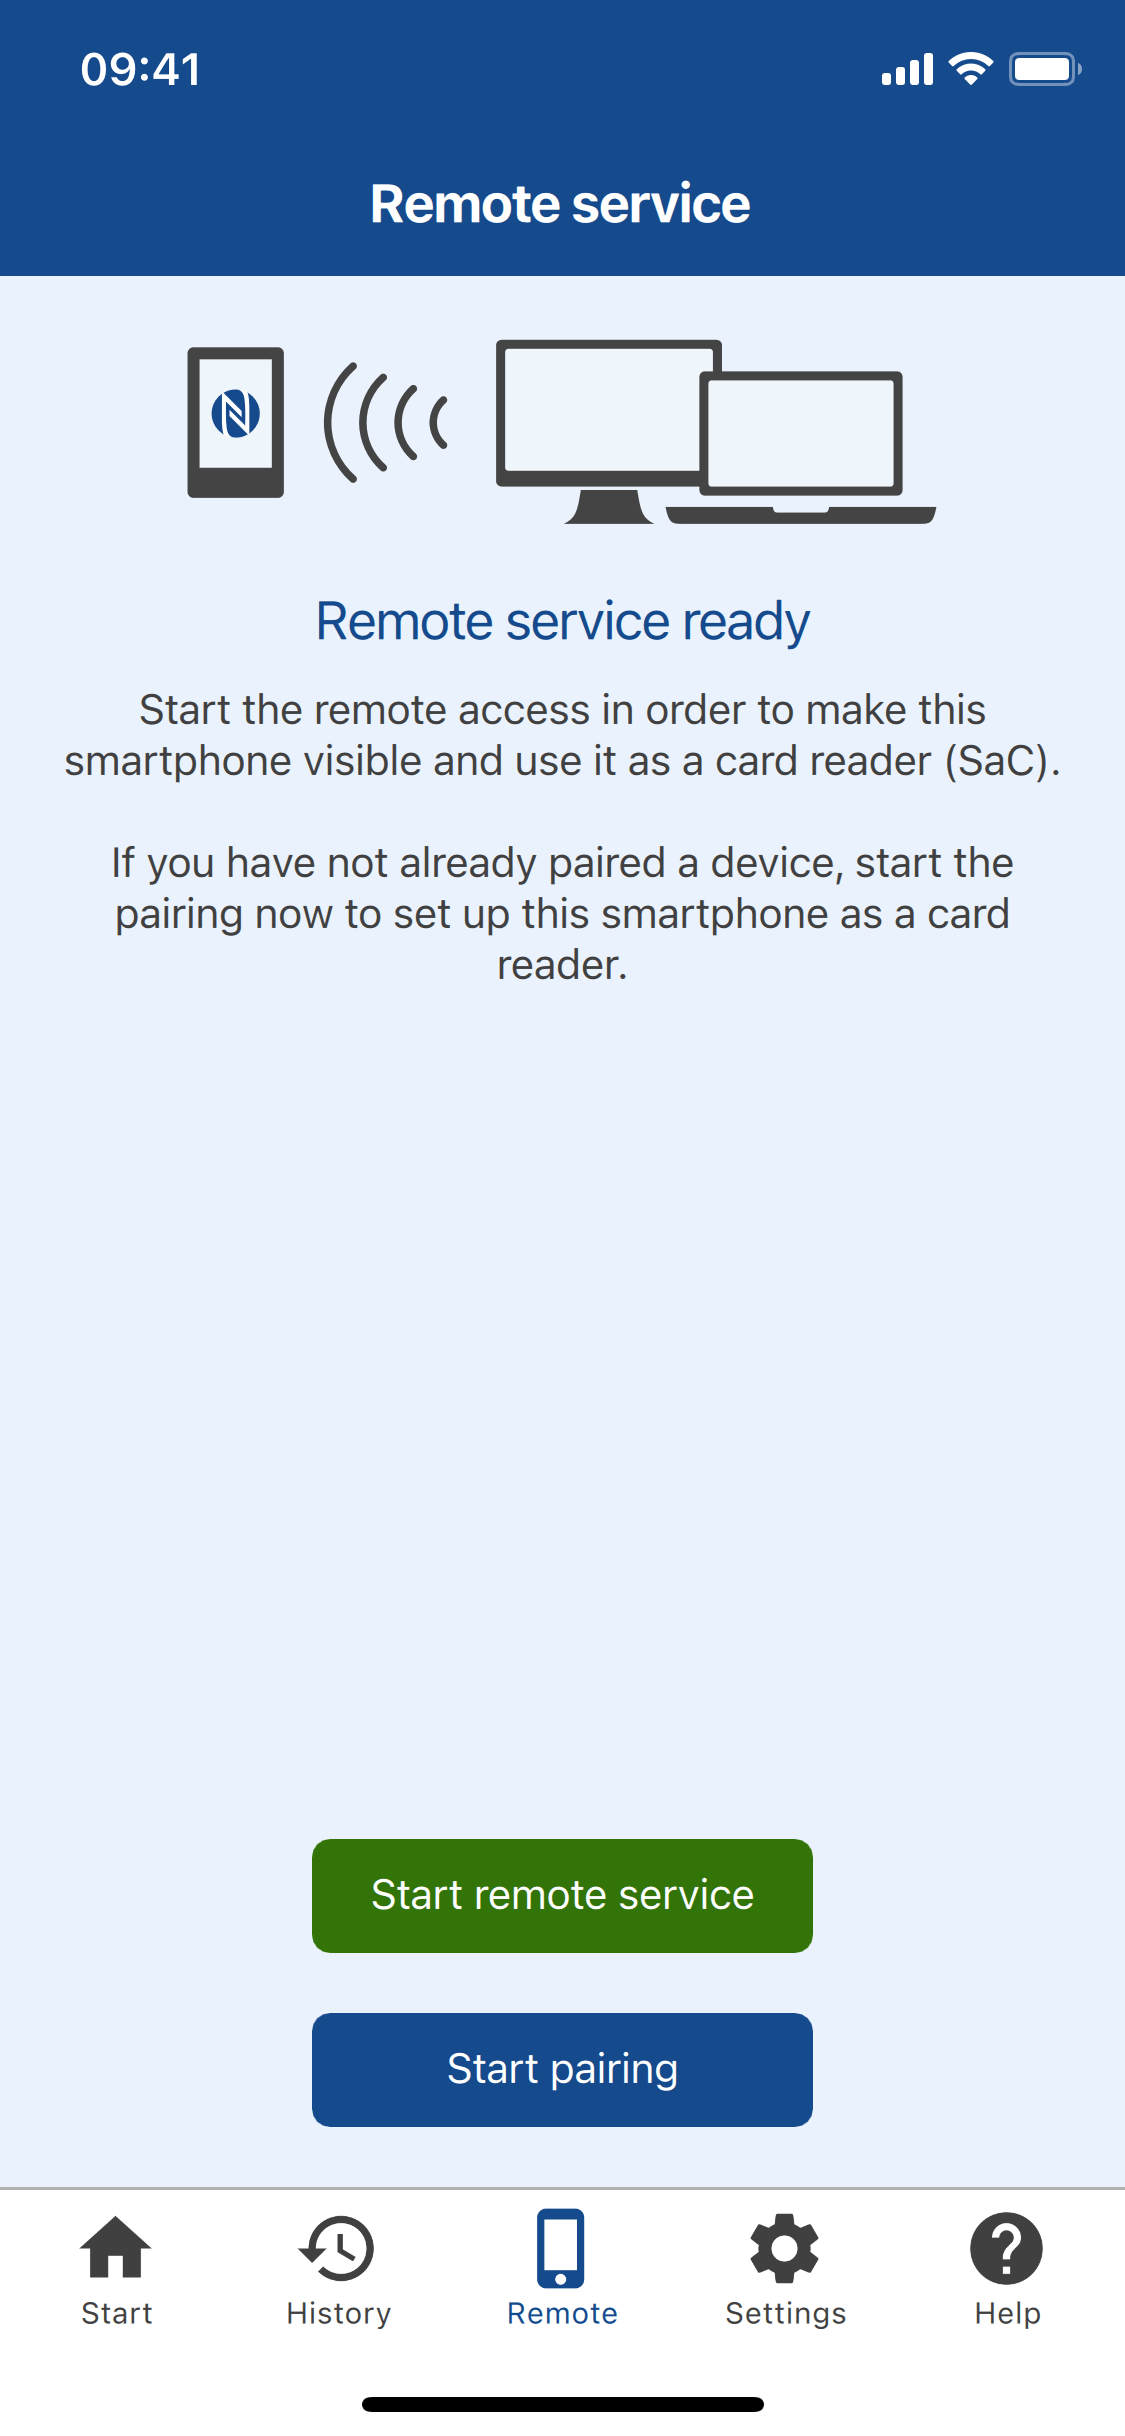 09:41
Remote service
Remote service ready
Start the remote access in order to make this
smartphone visible and use it as a card reader (SaC).
If you have not already paired a device, start the
pairing now to set up this smartphone as a card
reader.
Start remote service
Start pairing
Start
History
Remote
Settings
Help